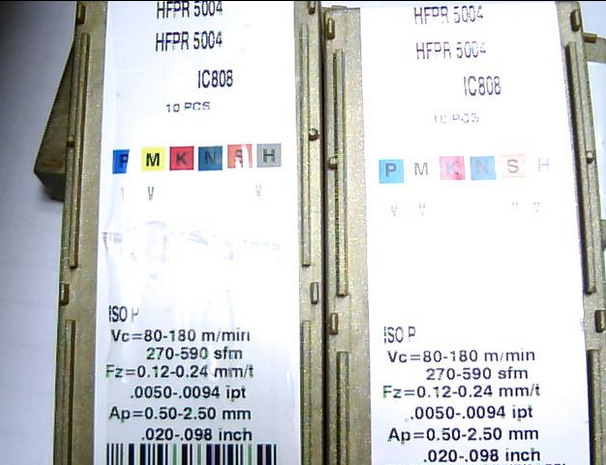 HFPR 5004
HFPR 5004
IC808
10 PCS
P M K N S H
V V V
ISO P
Vc=80-180 m/min
270-590 sfm
Fz=0.12-0.24 mm/t
.0050-.0094 ipt
Ap=0.50-2.50 mm
.020-.098 inch
HFPR 5004
HFPR 5004
IC808
10 PCS
P M K N S H
V V V V
ISO P
Vc=80-180 m/min
270-590 sfm
Fz=0.12-0.24 mm/t
.0050-.0094 ipt
Ap=0.50-2.50 mm
.020-.098 inch